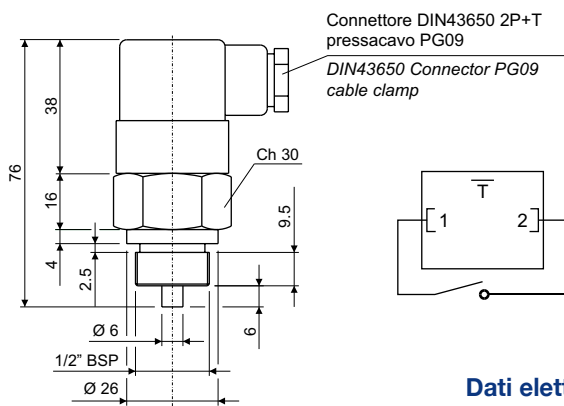 Connettore DIN43650 2P+T
pressacavo PG09
DIN43650 Connector PG09
cable clamp
76
38
16
4
2.5
Ch 30
9.5
6
Ø 6
1/2" BSP
Ø 26
T
1
2
Dati elett